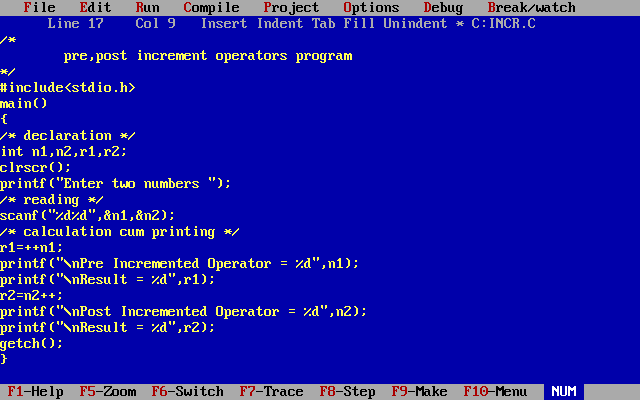 File Edit Run Compile Project Options Debug Break/watch
Line 17 Col 9 Insert Indent Tab Fill Unindent * C:INCR.C
/*
pre,post increment operators program
*/
#include<stdio.h>
main()
{
/* declaration */
int n1,n2,r1,r2;
clrscr();
printf("Enter two numbers ");
/* reading */
scanf("%d%d",&n1,&n2);
/* calculation cum printing */
r1=++n1;
printf("\nPre Incremented Operator = %d",n1);
printf("\nResult = %d",r1);
r2=n2++;
printf("\nPost Incremented Operator = %d",n2);
printf("\nResult = %d",r2);
getch();
}
F1-Help F5-Zoom F6-Switch F7-Trace F8-Step F9-Make F10-Menu NUM